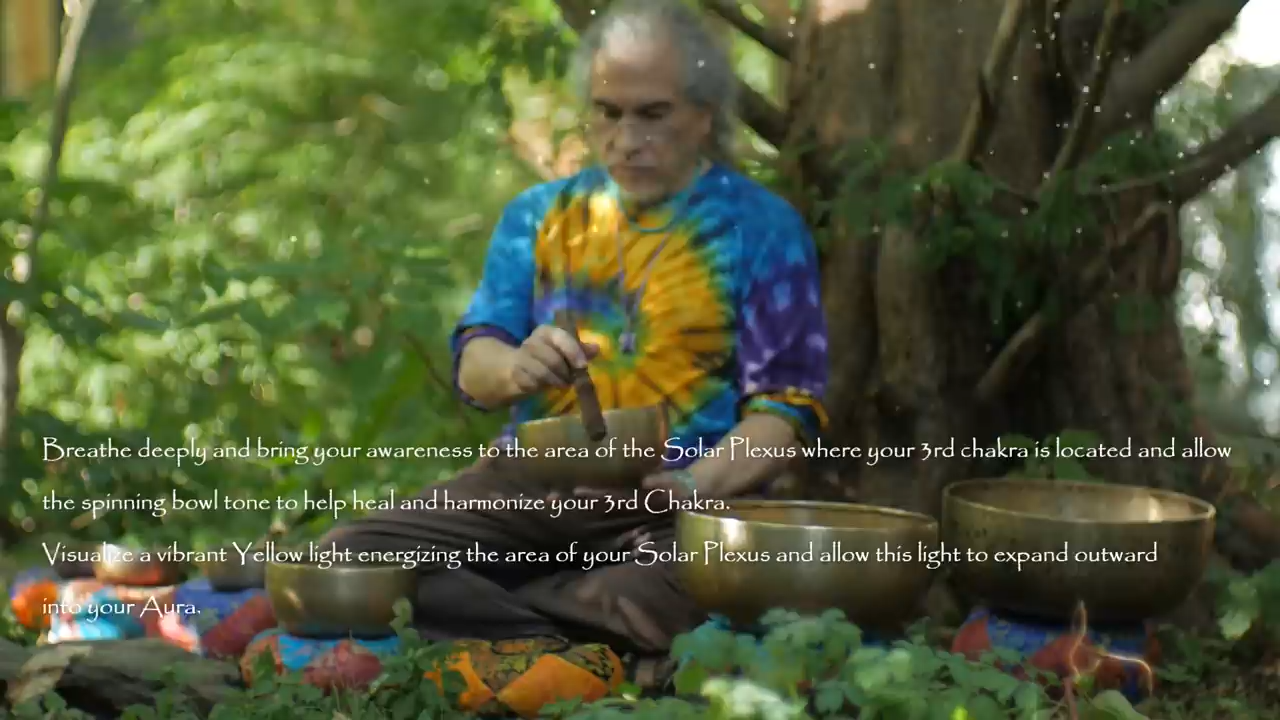 Breathe deeply and bring your awareness to the area of the Solar Plexus where your 3rd chakra is located and allow
the spinning bowl tone to help heal and harmonize your 3rd Chakra.
Visualize a vibrant Yellow light energizing the area of your Solar Plexus and allow this light to expand outward
into your Aura.